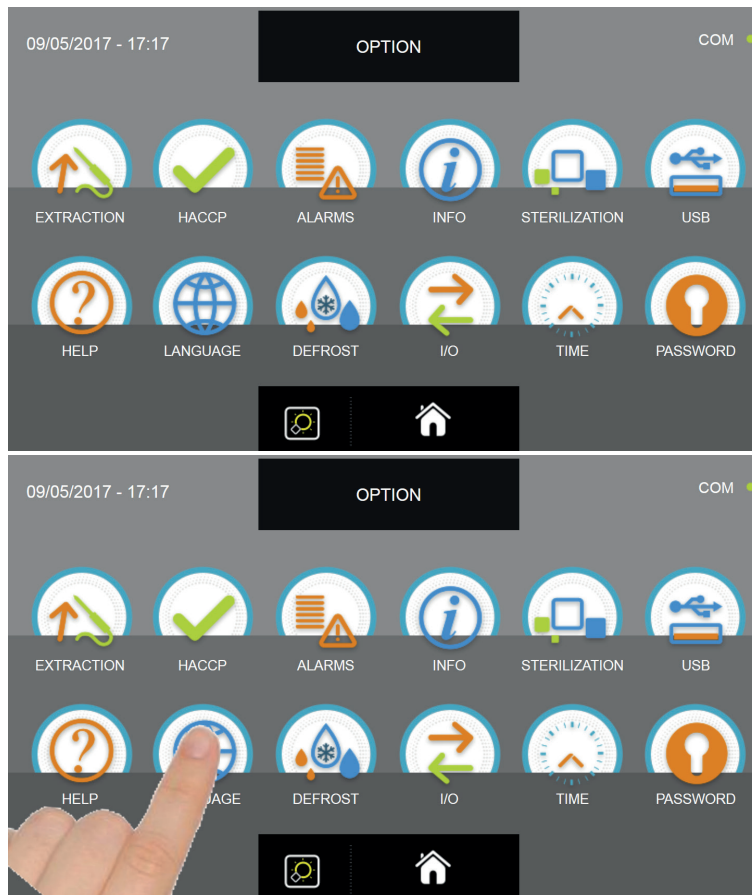 09/05/2017 - 17:17 OPTION COM
EXTRACTION HACCP ALARMS INFO STERILIZATION USB
HELP LANGUAGE DEFROST I/O TIME PASSWORD
09/05/2017 - 17:17 OPTION COM
EXTRACTION HACCP ALARMS INFO STERILIZATION USB
HELP UAGE DEFROST I/O TIME PASSWORD